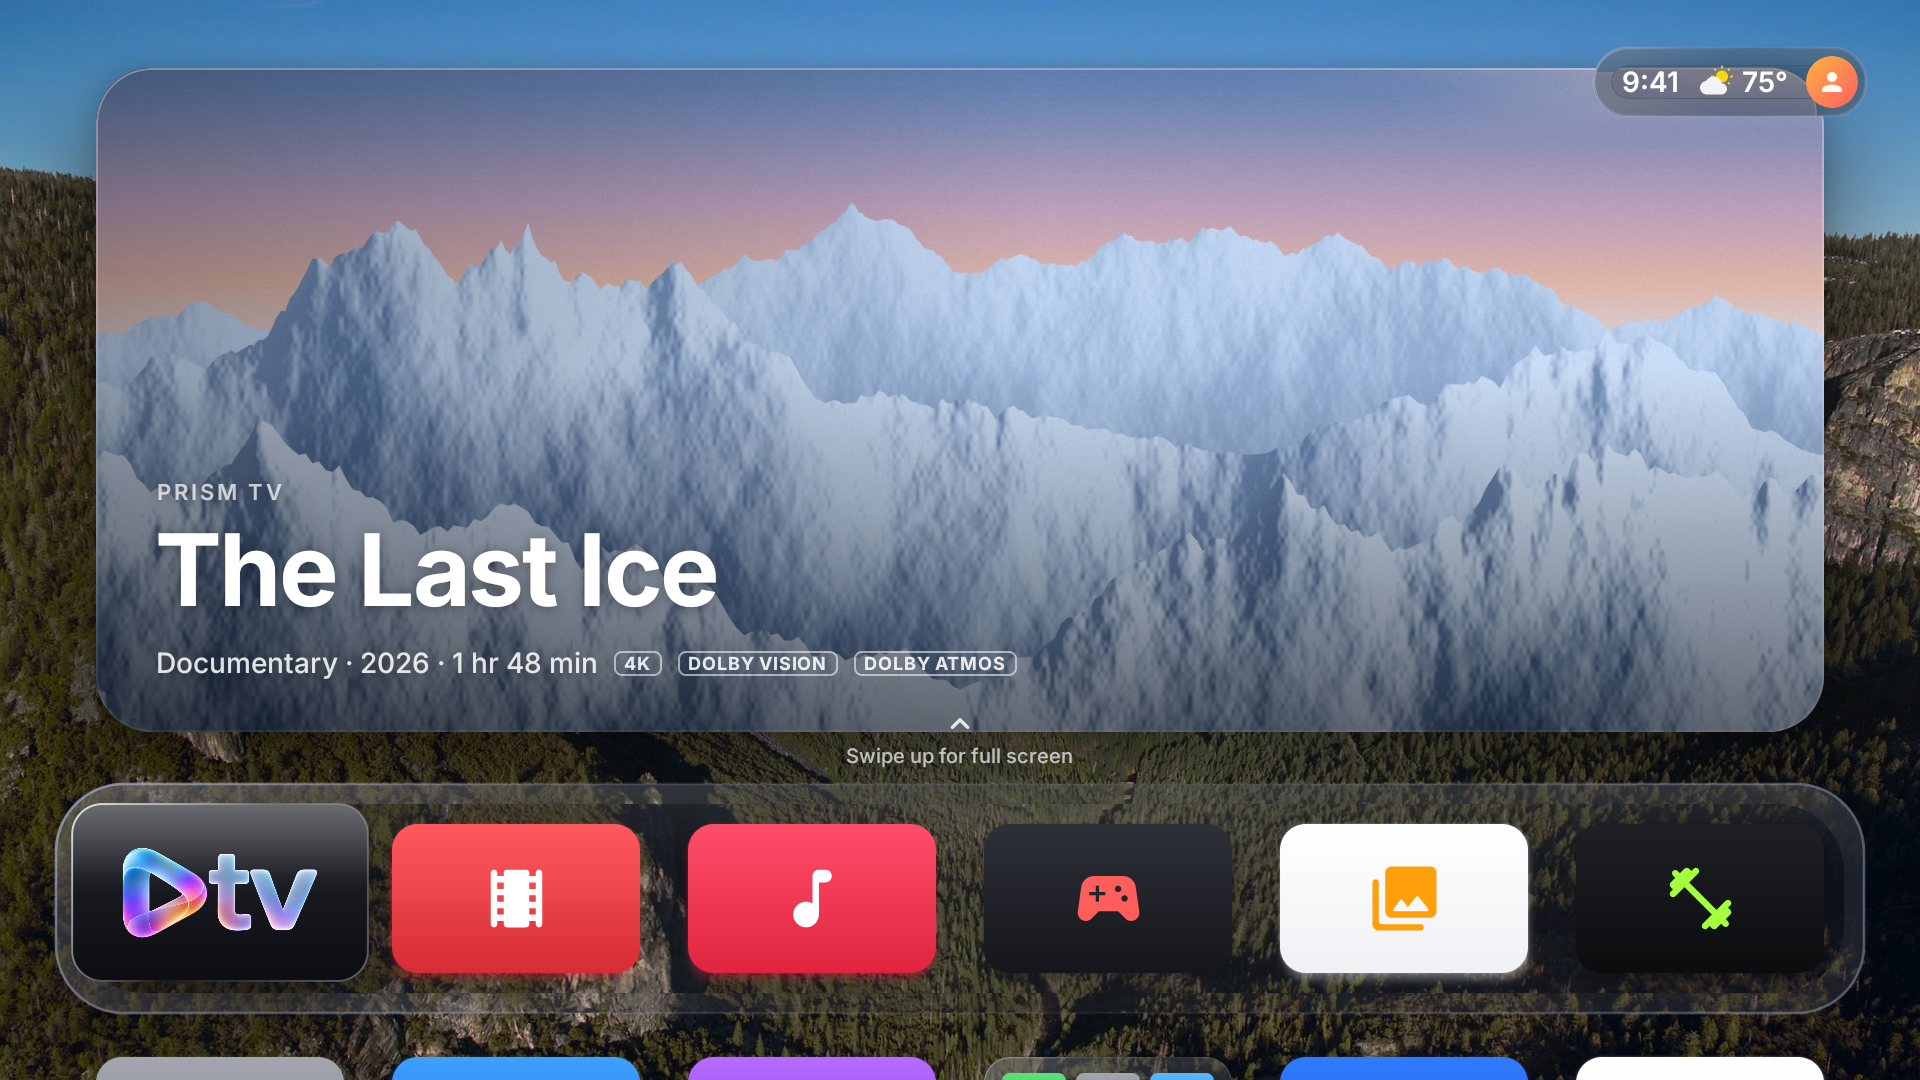 9:41 75°
PRISM TV
The Last Ice
Documentary · 2026 · 1 hr 48 min 4K DOLBY VISION DOLBY ATMOS
Swipe up for full screen
tv